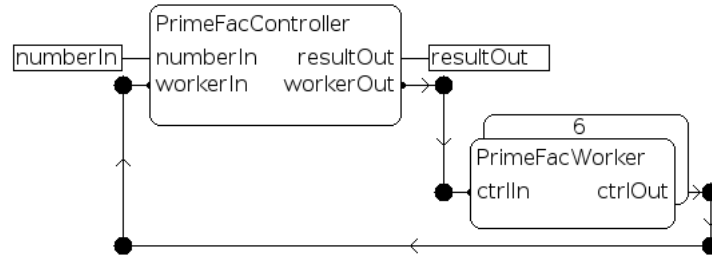 PrimeFacController
numberIn numberIn resultOut resultOut
workerIn workerOut
6
PrimeFacWorker
ctrlIn ctrlOut